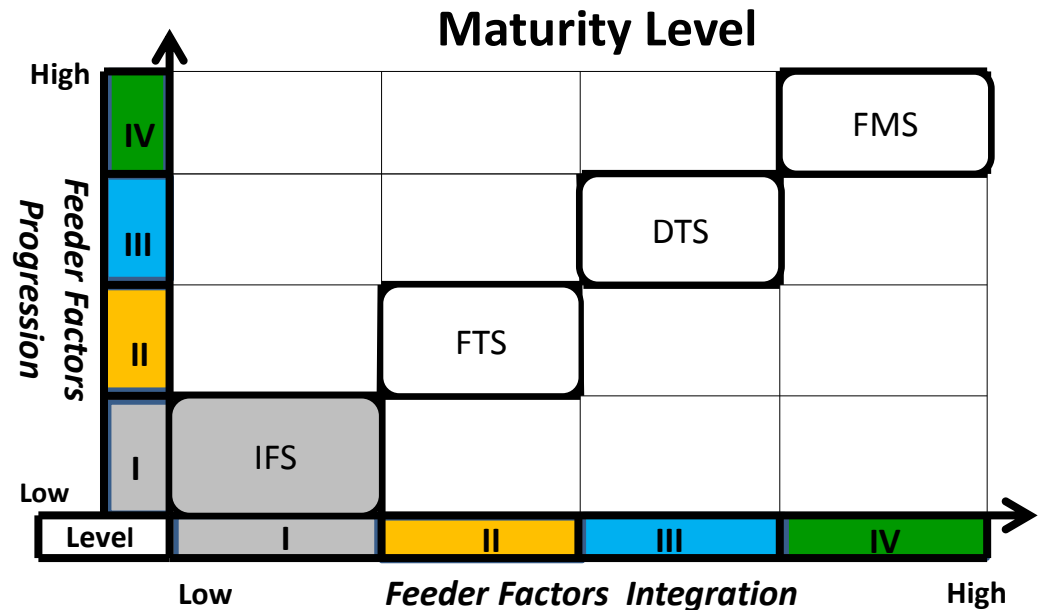 Maturity Level
High
IV
FMS
III
DTS
Feeder Factors
Progression
II
FTS
I
IFS
Low
Level
I
II
III
IV
Low
Feeder Factors Integration
High